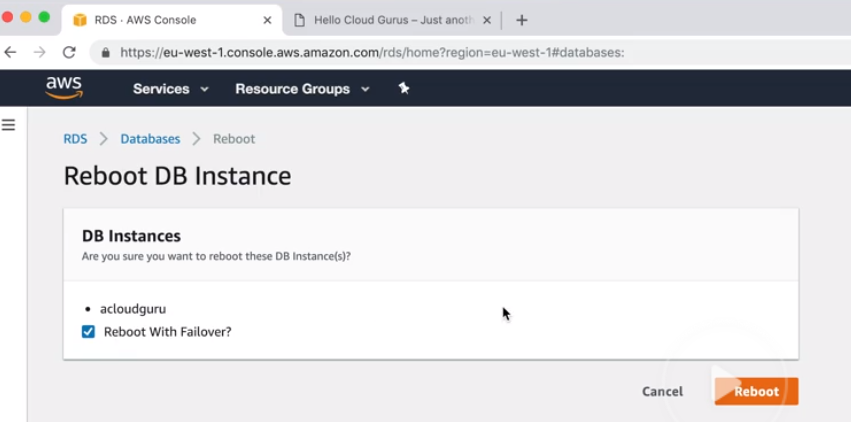 RDS · AWS Console
Hello Cloud Gurus – Just anoth
https://eu-west-1.console.aws.amazon.com/rds/home?region=eu-west-1#databases:
aws
Services
Resource Groups
RDS > Databases > Reboot
Reboot DB Instance
DB Instances
Are you sure you want to reboot these DB Instance(s)?
• acloudguru
Reboot With Failover?
Cancel
Reboot